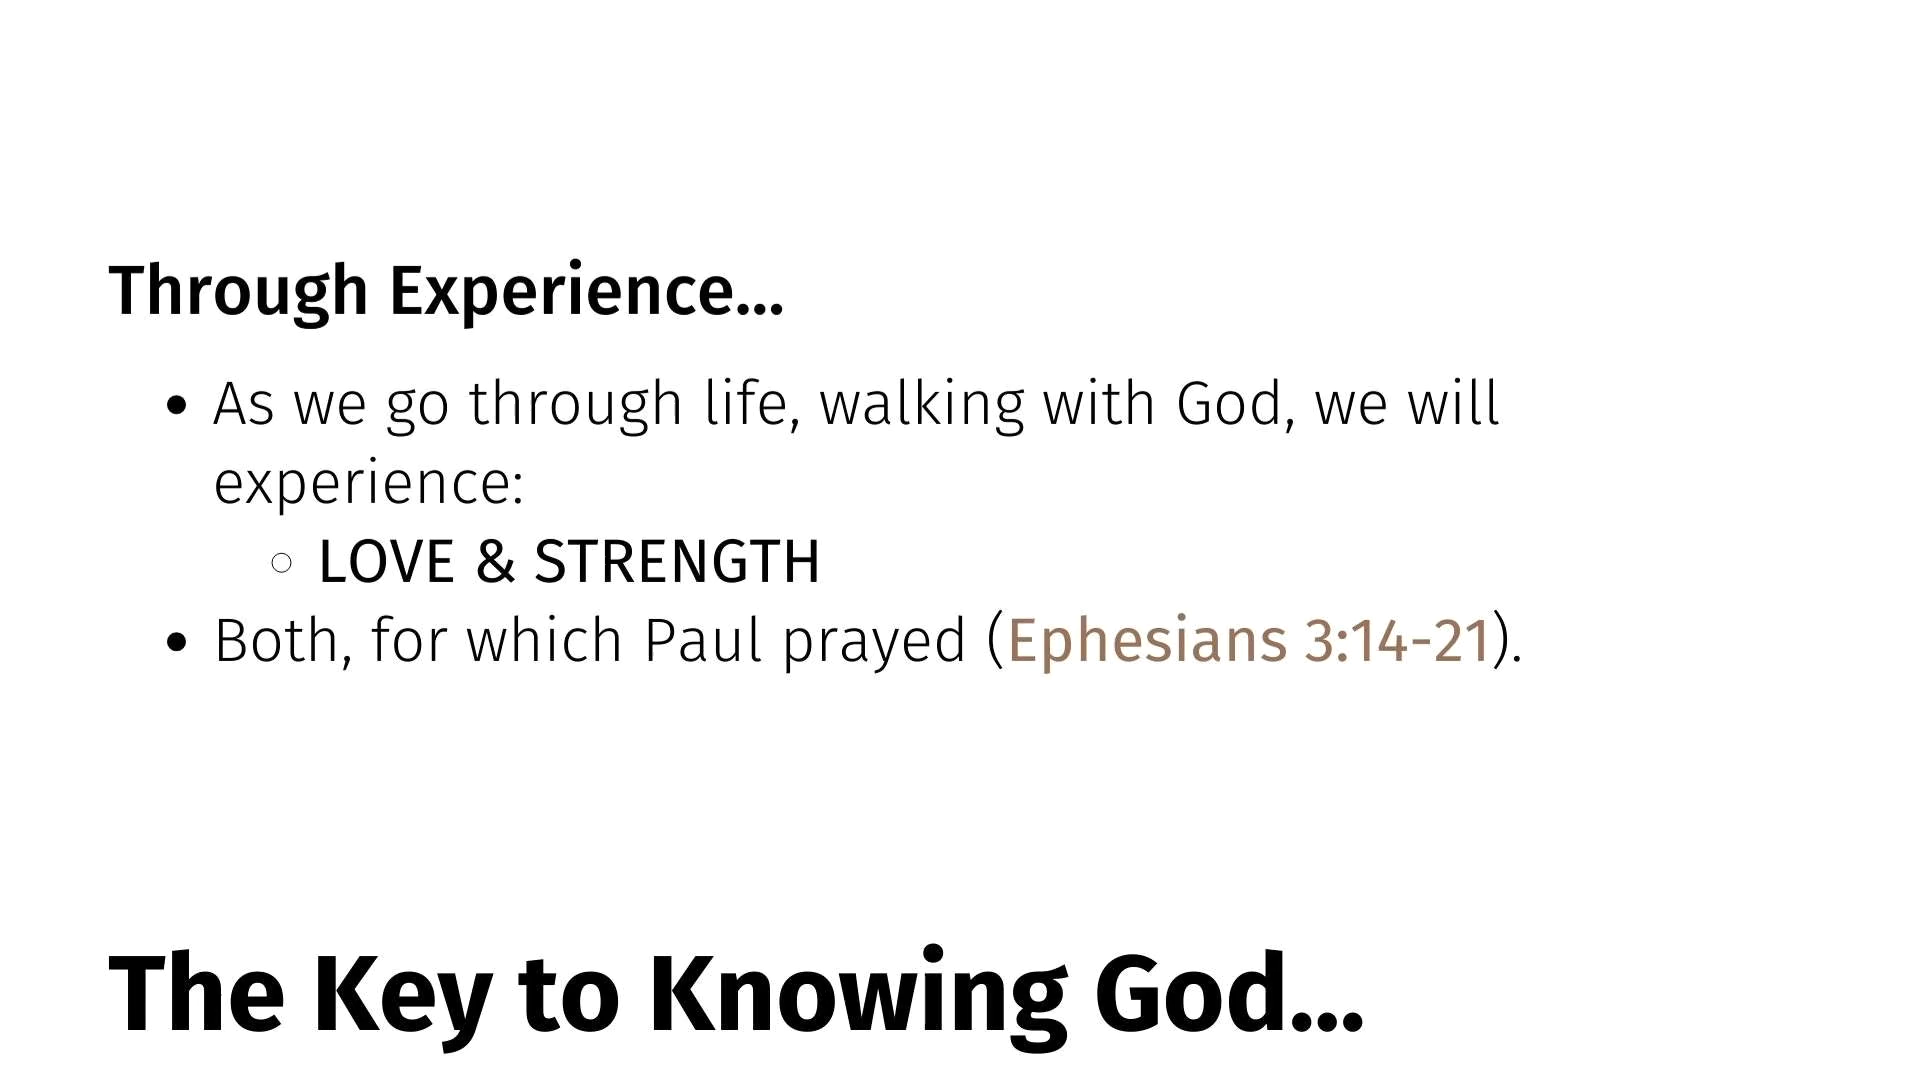 Through Experience...
• As we go through life, walking with God, we will
experience:
○ LOVE & STRENGTH
• Both, for which Paul prayed (Ephesians 3:14-21).
The Key to Knowing God...